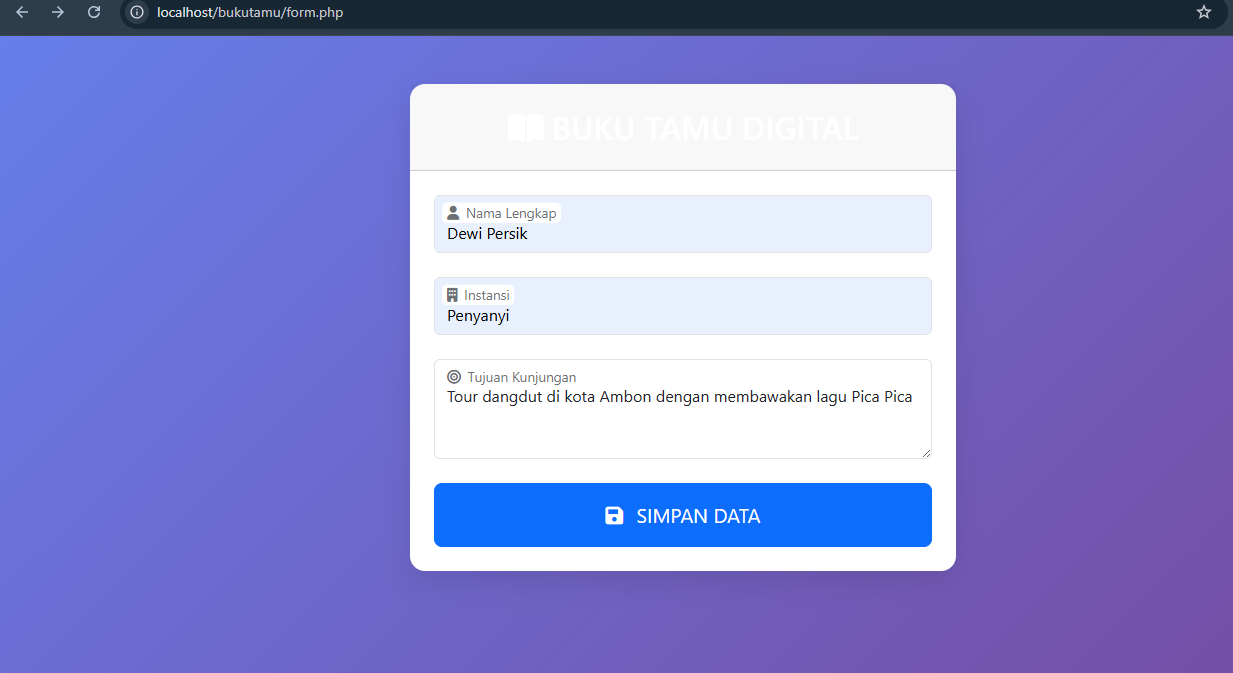 localhost/bukutamu/form.php
BUKU TAMU DIGITAL
Nama Lengkap
Dewi Persik
Instansi
Penyanyi
Tujuan Kunjungan
Tour dangdut di kota Ambon dengan membawakan lagu Pica Pica
SIMPAN DATA